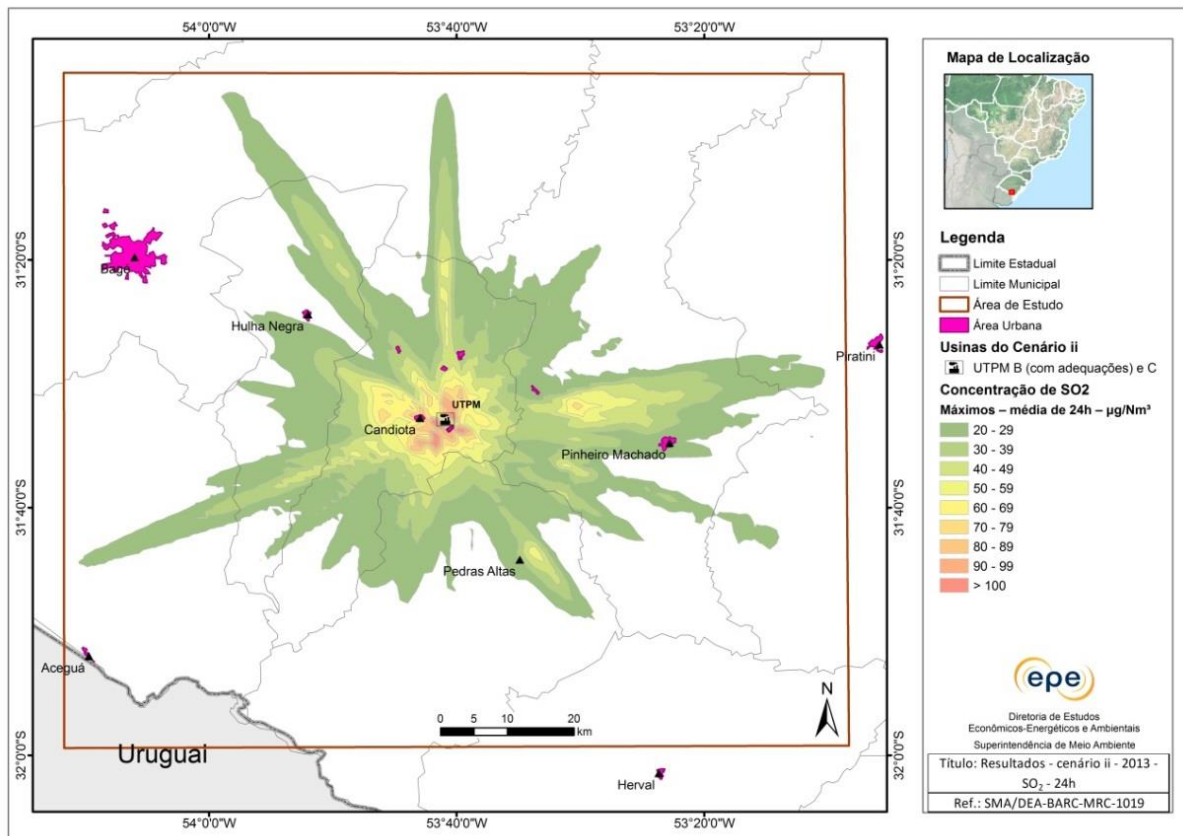 54°0'0"W
53°40'0"W
53°20'0"W
31°20'0"S
31°40'0"S
32°0'0"S
31°20'0"S
31°40'0"S
32°0'0"S
54°0'0"W
53°40'0"W
53°20'0"W
Bagé
Hulha Negra
Piratini
UTPM
Candiota
Pinheiro Machado
Pedras Altas
Aceguá
Uruguai
Herval
0 5 10 20
km
N
Mapa de Localização
Legenda
Limite Estadual
Limite Municipal
Área de Estudo
Área Urbana
Usinas do Cenário ii
UTPM B (com adequações) e C
Concentração de SO2
Máximos – média de 24h – µg/Nm³
20 - 29
30 - 39
40 - 49
50 - 59
60 - 69
70 - 79
80 - 89
90 - 99
> 100
epe
Diretoria de Estudos
Econômicos-Energéticos e Ambientais
Superintendência de Meio Ambiente
Título: Resultados - cenário ii - 2013 -
SO₂ - 24h
Ref.: SMA/DEA-BARC-MRC-1019